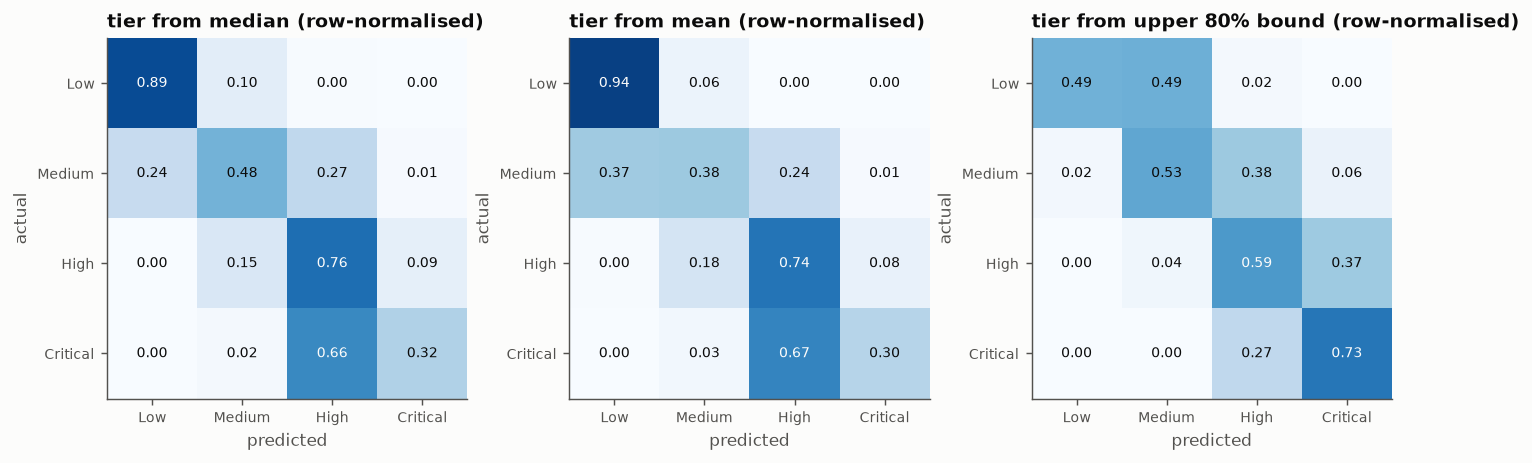 tier from median (row-normalised)
actual
Low 0.89 0.10 0.00 0.00
Medium 0.24 0.48 0.27 0.01
High 0.00 0.15 0.76 0.09
Critical 0.00 0.02 0.66 0.32
Low Medium High Critical
predicted
tier from mean (row-normalised)
actual
Low 0.94 0.06 0.00 0.00
Medium 0.37 0.38 0.24 0.01
High 0.00 0.18 0.74 0.08
Critical 0.00 0.03 0.67 0.30
Low Medium High Critical
predicted
tier from upper 80% bound (row-normalised)
actual
Low 0.49 0.49 0.02 0.00
Medium 0.02 0.53 0.38 0.06
High 0.00 0.04 0.59 0.37
Critical 0.00 0.00 0.27 0.73
Low Medium High Critical
predicted